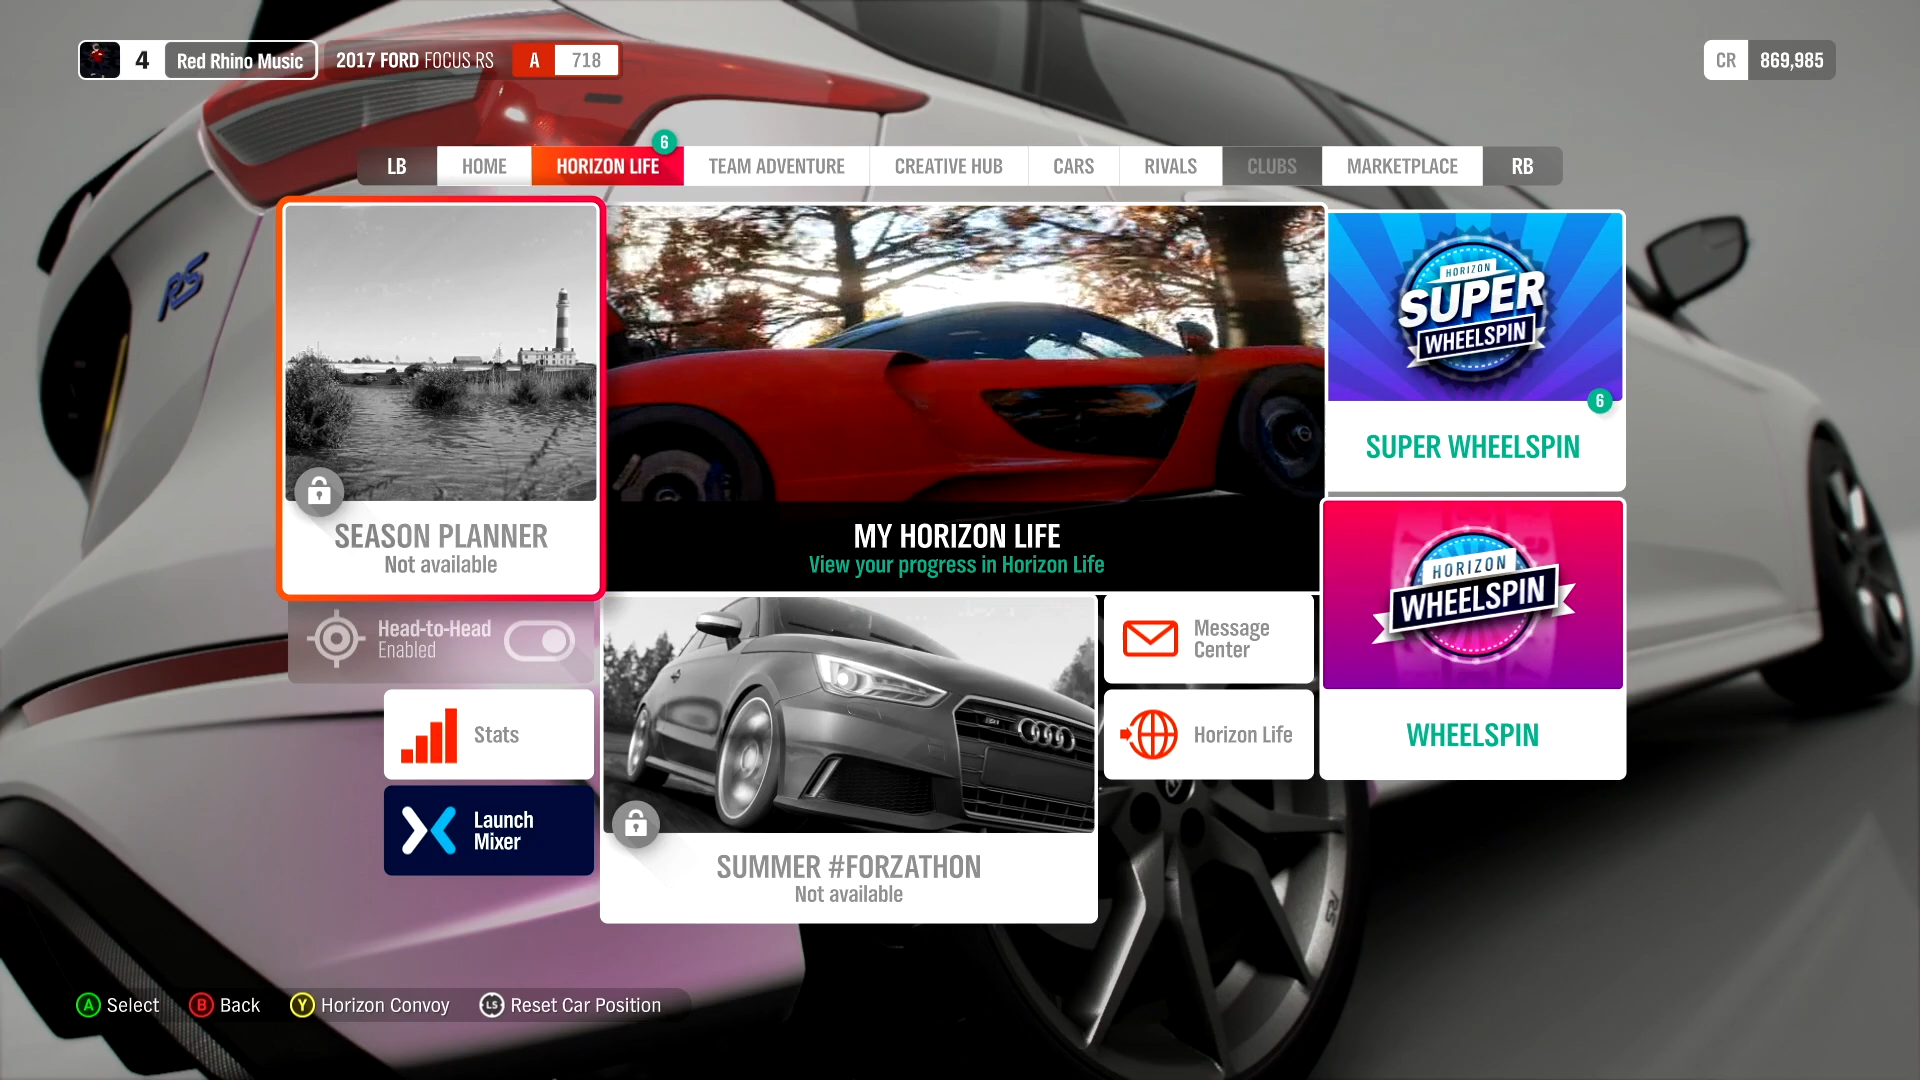 4 Red Rhino Music 2017 FORD FOCUS RS A 718
CR 869,985
6
LB HOME HORIZON LIFE TEAM ADVENTURE CREATIVE HUB CARS RIVALS CLUBS MARKETPLACE RB
RS
HORIZON
SUPER
WHEELSPIN
6
SUPER WHEELSPIN
SEASON PLANNER
Not available
MY HORIZON LIFE
View your progress in Horizon Life
HORIZON
WHEELSPIN
WHEELSPIN
Head-to-Head
Enabled
Message
Center
Stats
Horizon Life
Launch
Mixer
SUMMER #FORZATHON
Not available
RS
A Select B Back Y Horizon Convoy LS Reset Car Position